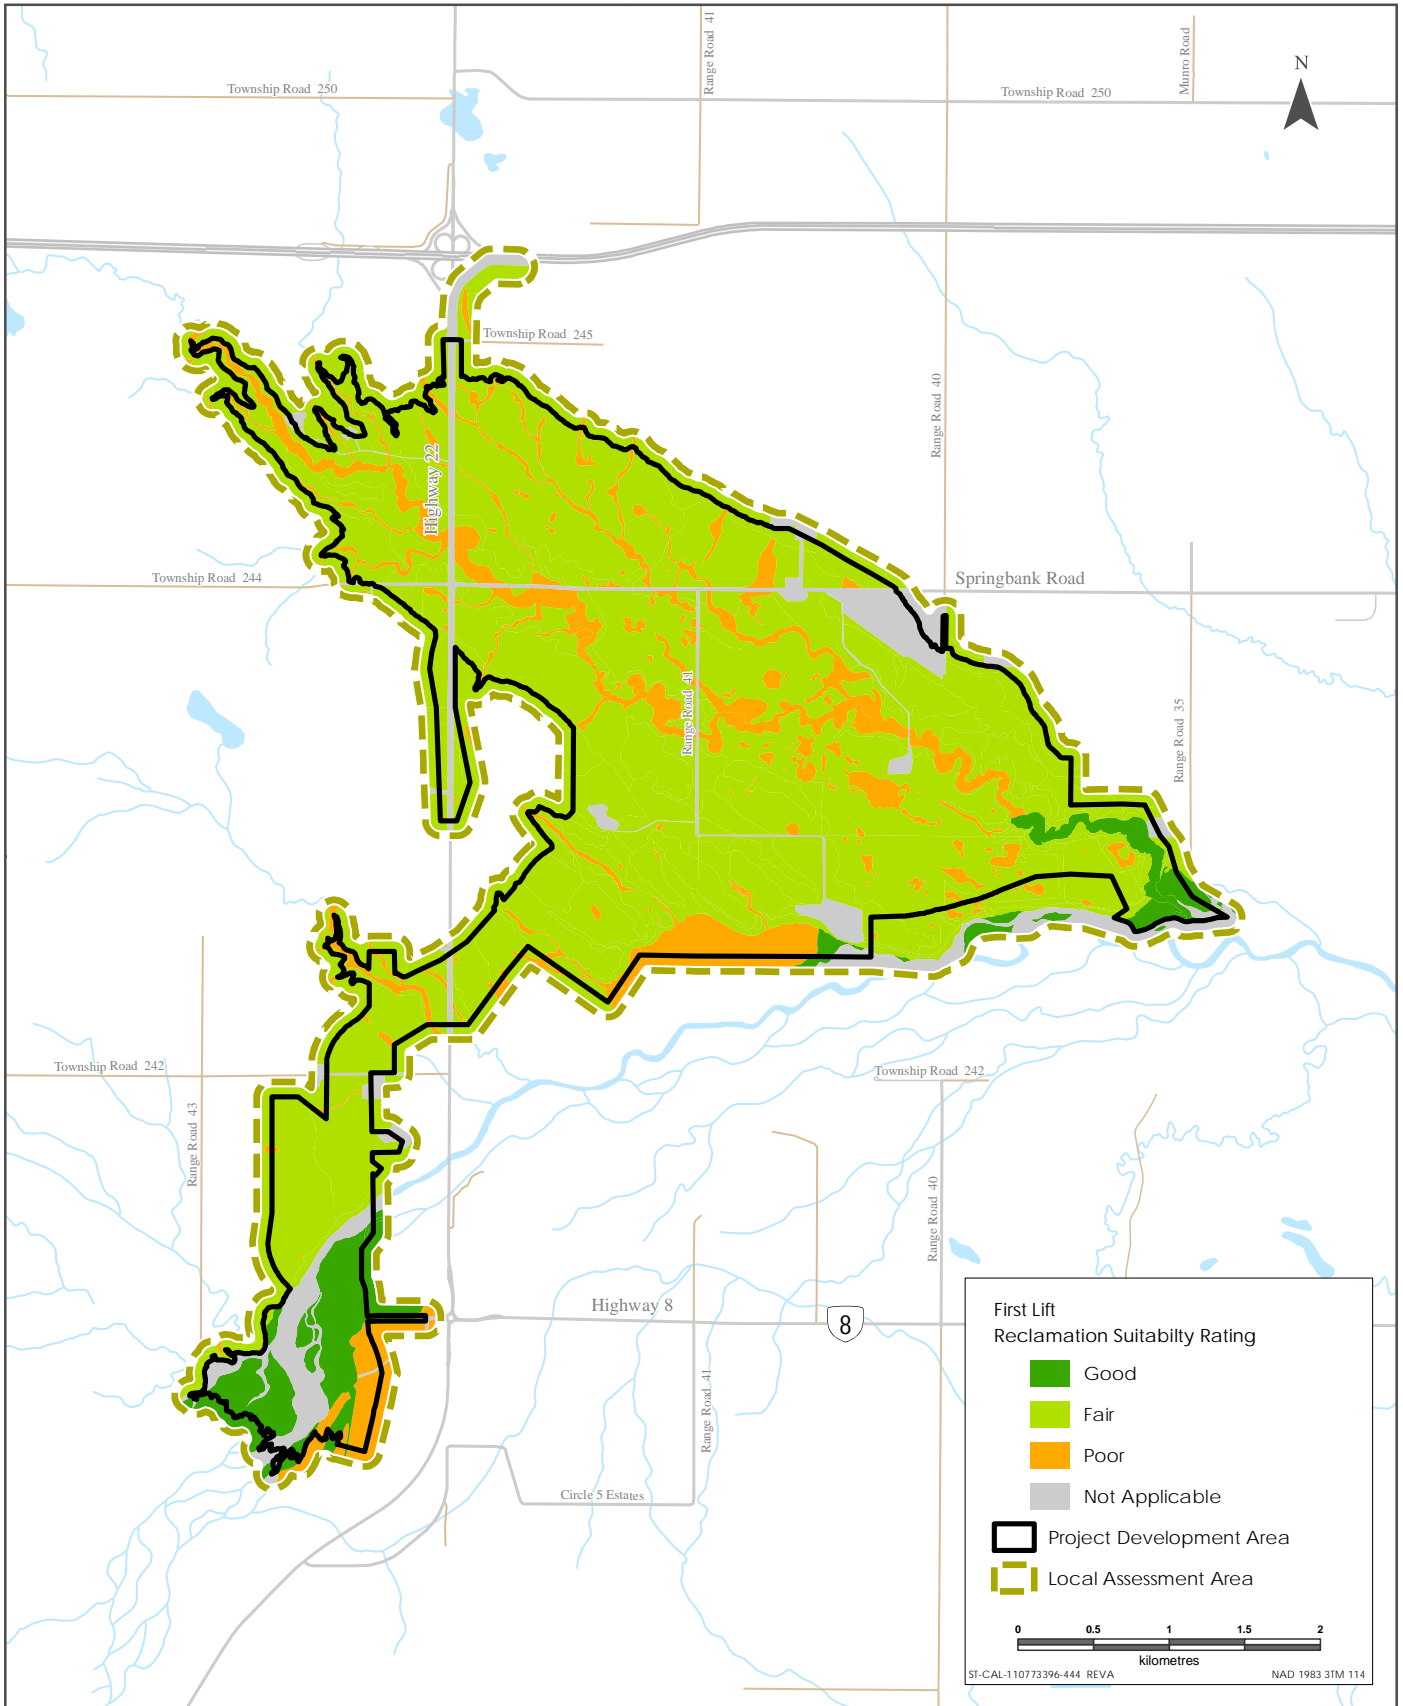 Range Road 41
Munro Road
N
Township Road 250
Township Road 250
Township Road 245
Range Road 40
Highway 22
Township Road 244
Springbank Road
Range Road 41
Range Road 35
Township Road 242
Township Road 242
Range Road 43
Range Road 40
Highway 8
8
Range Road 41
Circle 5 Estates
First Lift
Reclamation Suitabilty Rating
Good
Fair
Poor
Not Applicable
Project Development Area
Local Assessment Area
0 0.5 1 1.5 2
kilometres
ST-CAL-110773396-444 REVA NAD 1983 3TM 114